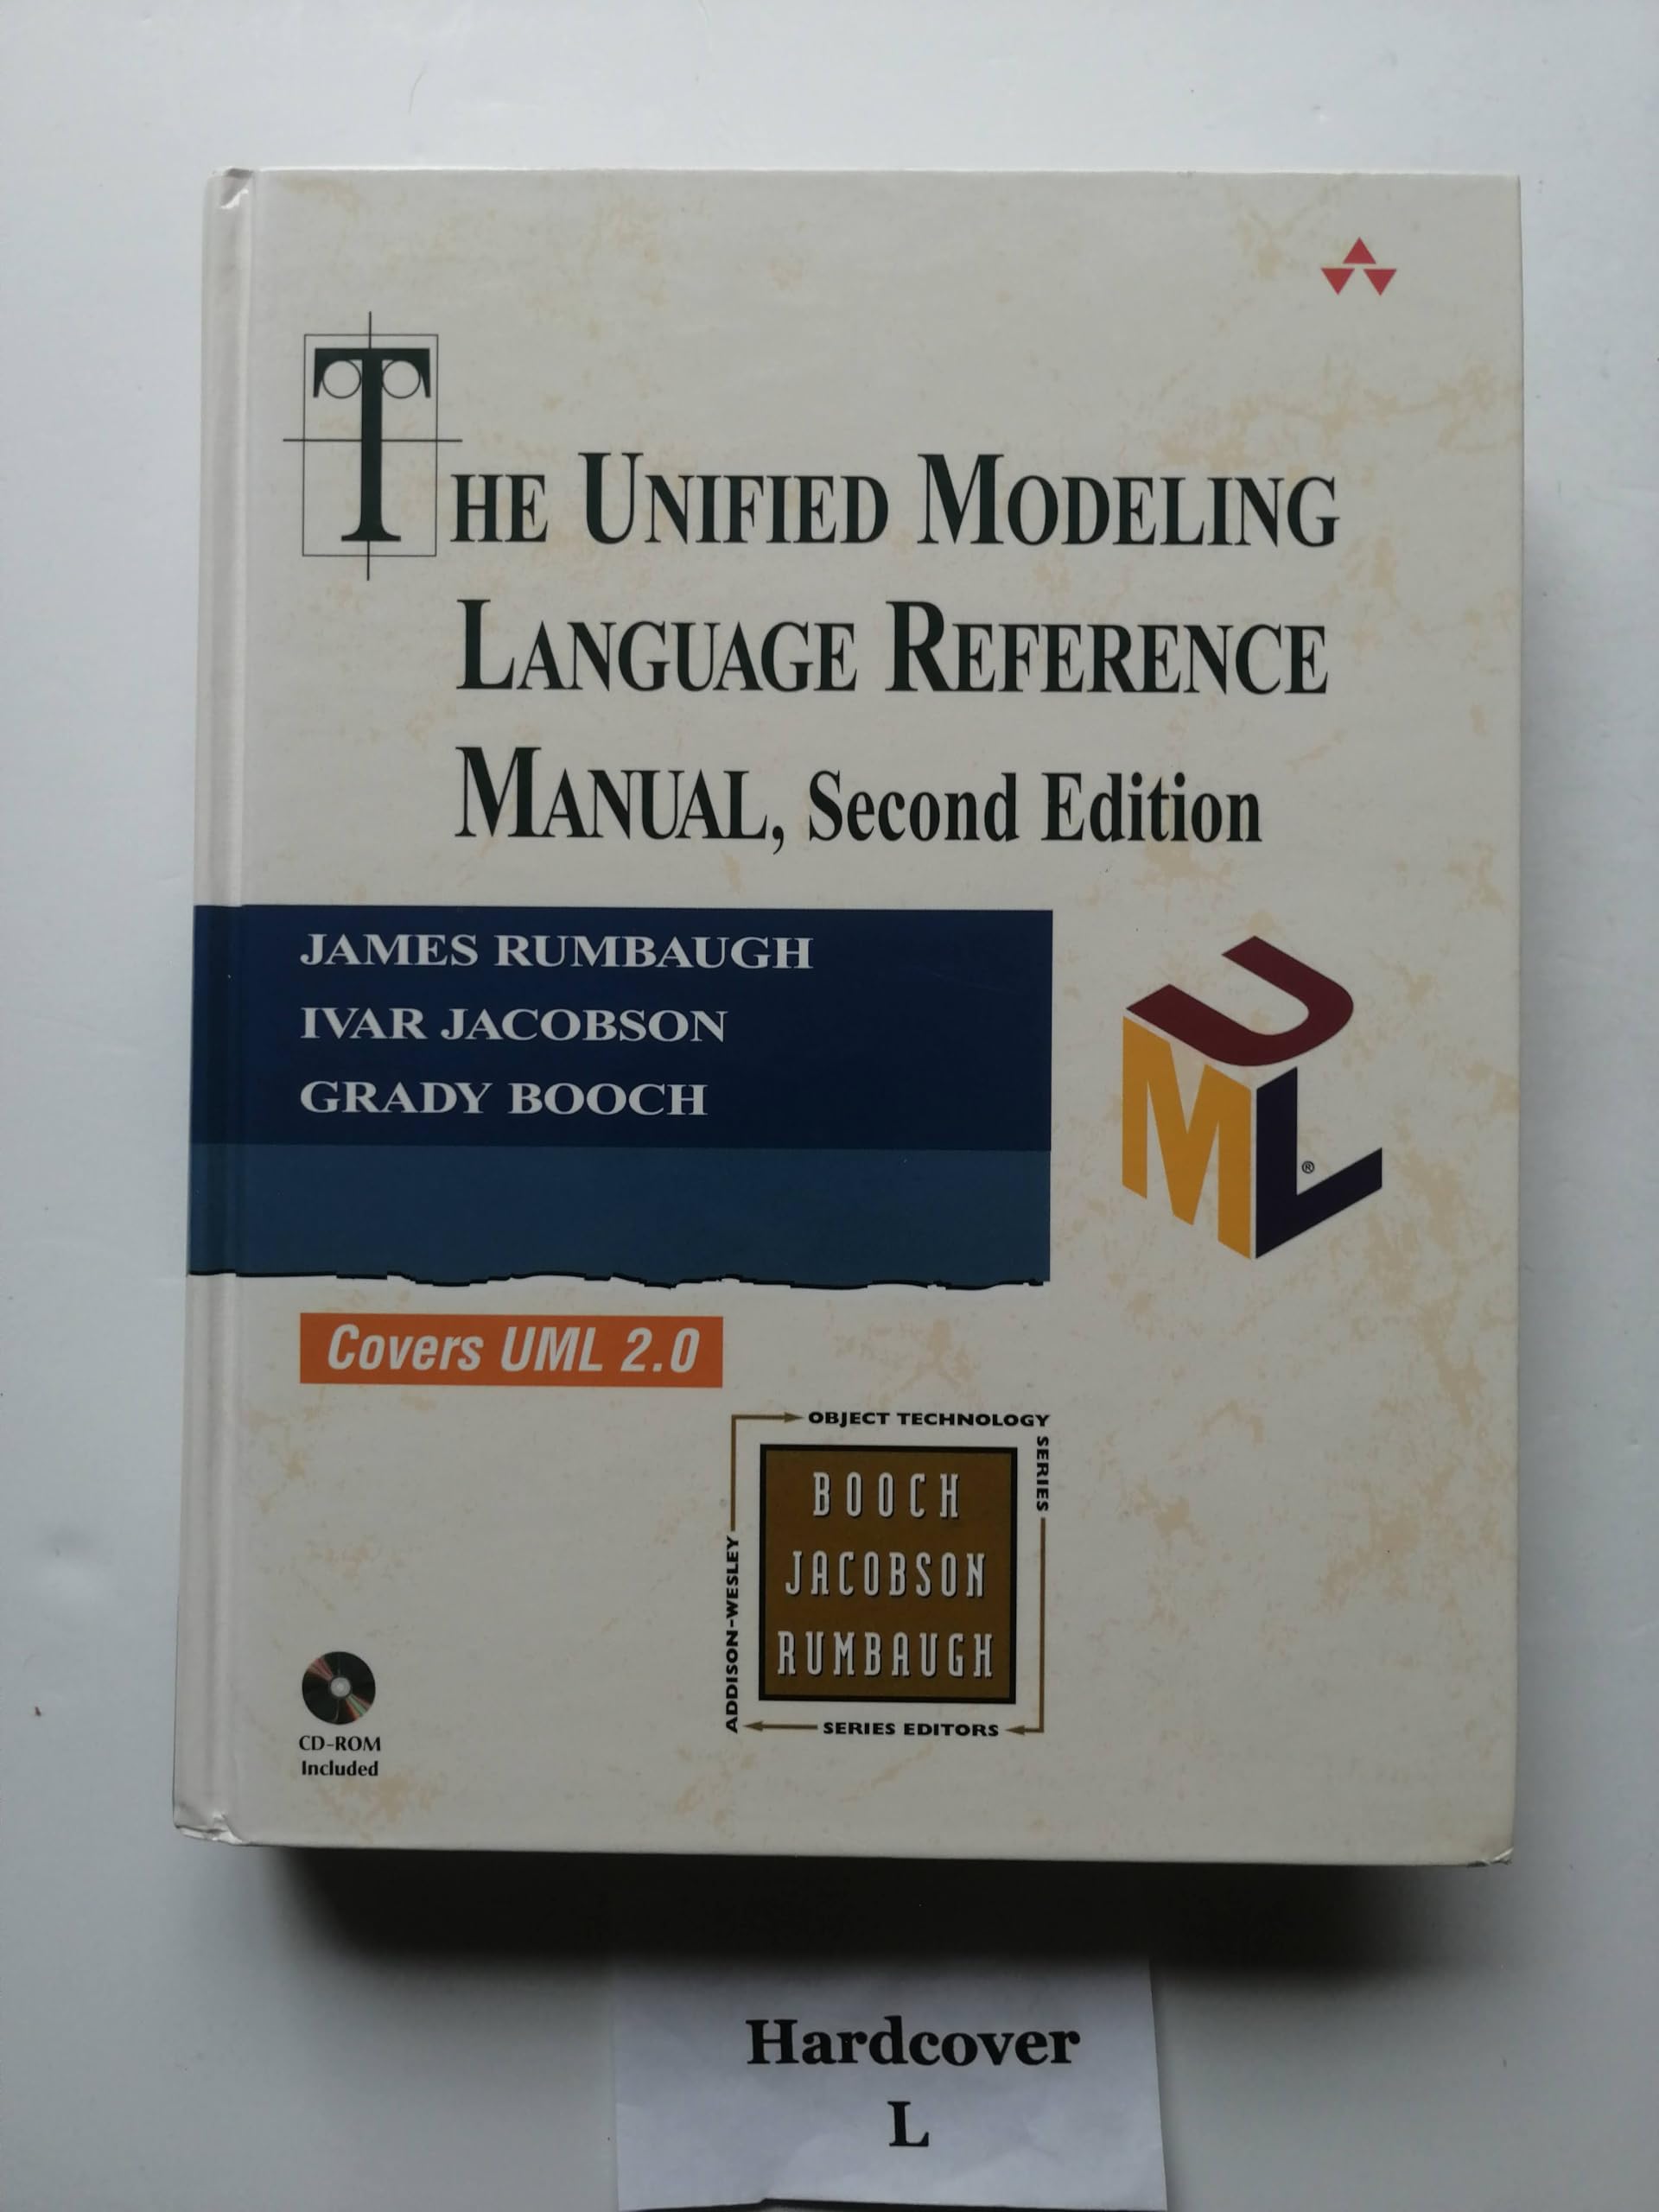 THE UNIFIED MODELING
LANGUAGE REFERENCE
MANUAL, Second Edition
JAMES RUMBAUGH
IVAR JACOBSON
GRADY BOOCH
UML®
Covers UML 2.0
OBJECT TECHNOLOGY
SERIES
BOOCH
JACOBSON
RUMBAUGH
ADDISON-WESLEY
SERIES EDITORS
CD-ROM
Included
Hardcover
L